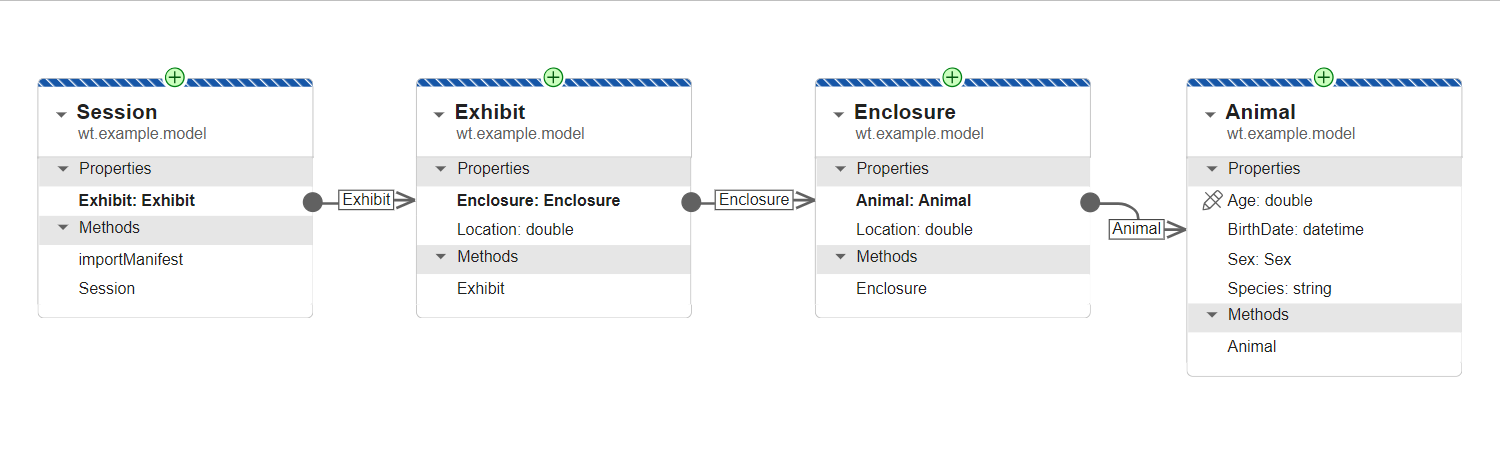 Session
wt.example.model
Properties
Exhibit: Exhibit
Methods
importManifest
Session
Exhibit
Exhibit
wt.example.model
Properties
Enclosure: Enclosure
Location: double
Methods
Exhibit
Enclosure
Enclosure
wt.example.model
Properties
Animal: Animal
Location: double
Methods
Enclosure
Animal
Animal
wt.example.model
Properties
Age: double
BirthDate: datetime
Sex: Sex
Species: string
Methods
Animal